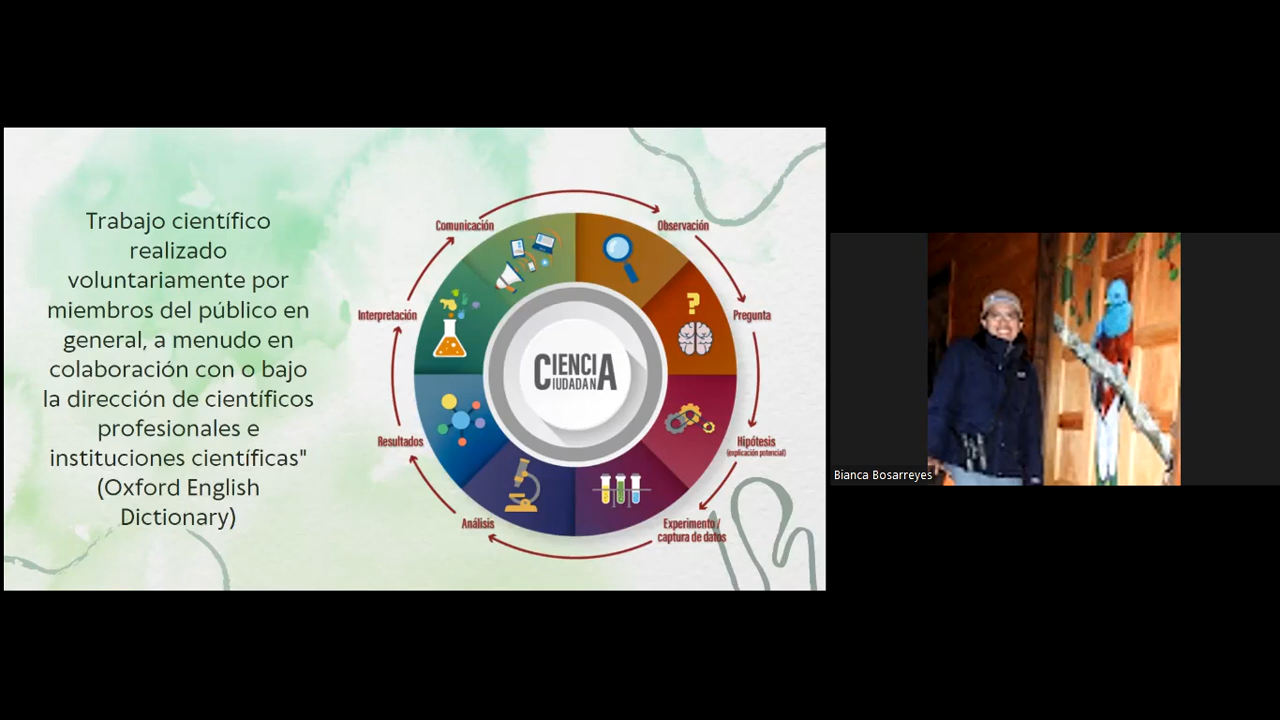 Trabajo científico
realizado
voluntariamente por
miembros del público en
general, a menudo en
colaboración con o bajo
la dirección de científicos
profesionales e
instituciones científicas"
(Oxford English
Dictionary)
Comunicación
Observación
Interpretación
Pregunta
?
CIENCIA
CIUDADANA
Resultados
Hipótesis
(explicación potencial)
Análisis
Experimento /
captura de datos
Bianca Bosarreyes